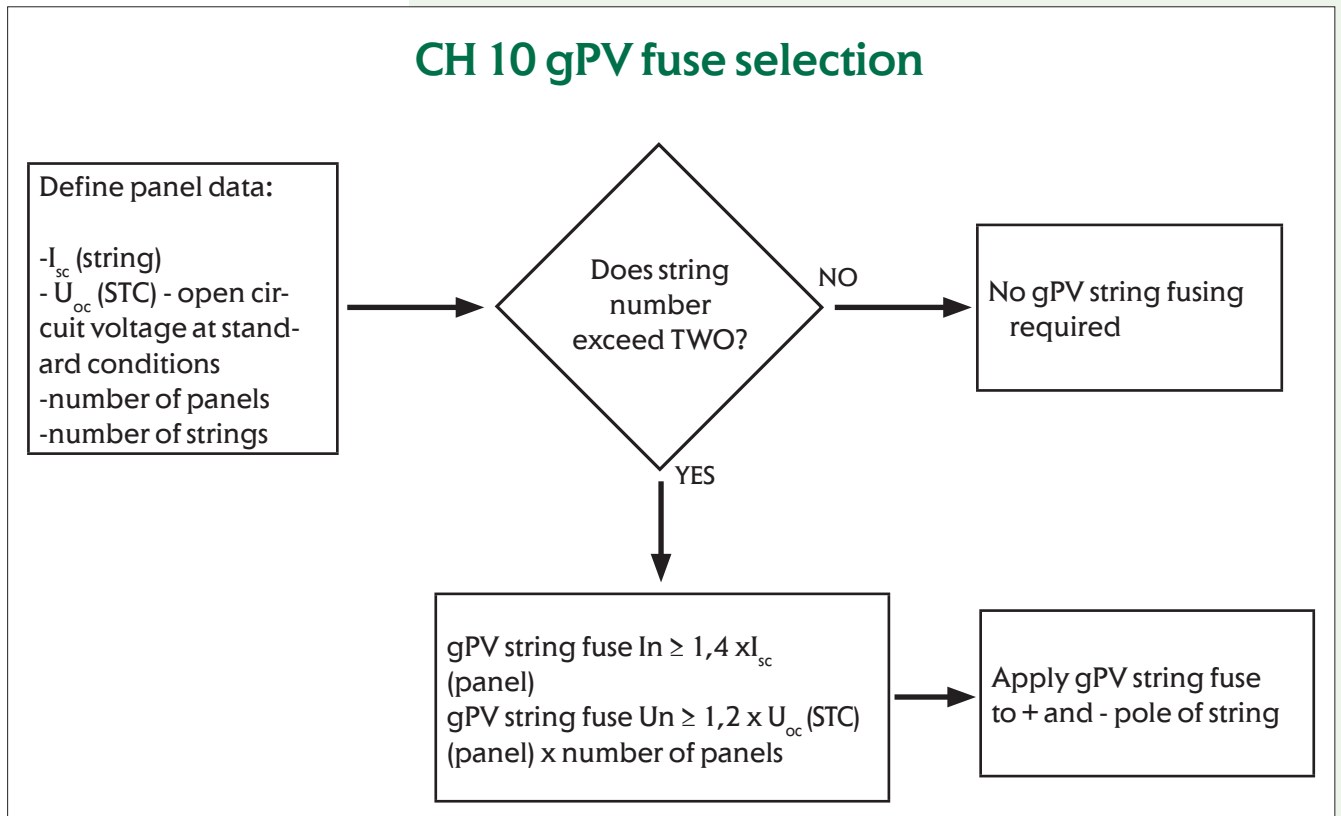 CH 10 gPV fuse selection
Define panel data:
-Isc (string)
- Uoc (STC) - open cir-
cuit voltage at stand-
ard conditions
-number of panels
-number of strings
Does string
number
exceed TWO?
NO
No gPV string fusing
required
YES
gPV string fuse In ≥ 1,4 xIsc
(panel)
gPV string fuse Un ≥ 1,2 x Uoc (STC)
(panel) x number of panels
Apply gPV string fuse
to + and - pole of string